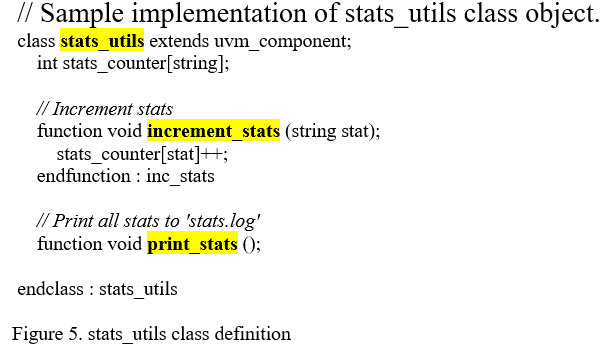 // Sample implementation of stats_utils class object.
class stats_utils extends uvm_component;
int stats_counter[string];
// Increment stats
function void increment_stats (string stat);
stats_counter[stat]++;
endfunction : inc_stats
// Print all stats to 'stats.log'
function void print_stats ();
endclass : stats_utils
Figure 5. stats_utils class definition